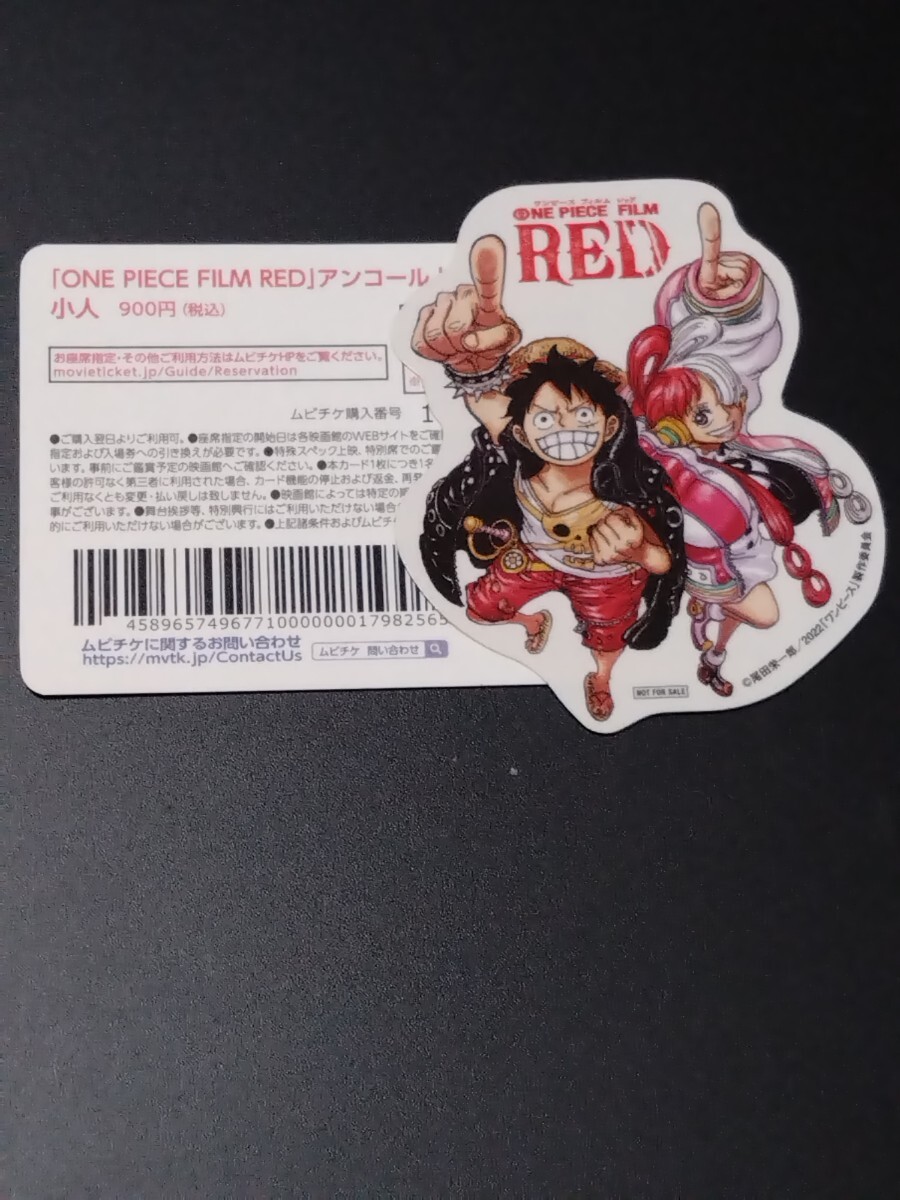 「ONE PIECE FILM RED」アンコール
小人 900円(税込)
お座席指定・その他ご利用方法はムビチケHPをご覧ください。
movieticket.jp/Guide/Reservation
ムビチケ購入番号 1
●ご購入翌日よりご利用可。●座席指定の開始日は各映画館のWEBサイトをご確
指定および入場券への引き換えが必要です。●特殊スペック上映、特別席でのご
います。事前にご鑑賞予定の映画館へご確認ください。●本カード1枚につき1名
客様の許可なく第三者に利用された場合、カード機能の停止および返金、再発
ご利用なくとも変更・払い戻しは致しません。●映画館によっては特定の
事がございます。●舞台挨拶等、特別興行にはご利用いただけない場合
的にご利用いただけない場合がございます。●上記諸条件およびムビチ
4589657496771000000017982565
ムビチケに関するお問い合わせ
https://mvtk.jp/ContactUs
ムビチケ 問い合わせ
ワンピース フィルム レッド
ONE PIECE FILM
RED
NOT FOR SALE
©尾田栄一郎/2022「ワンピース」製作委員会